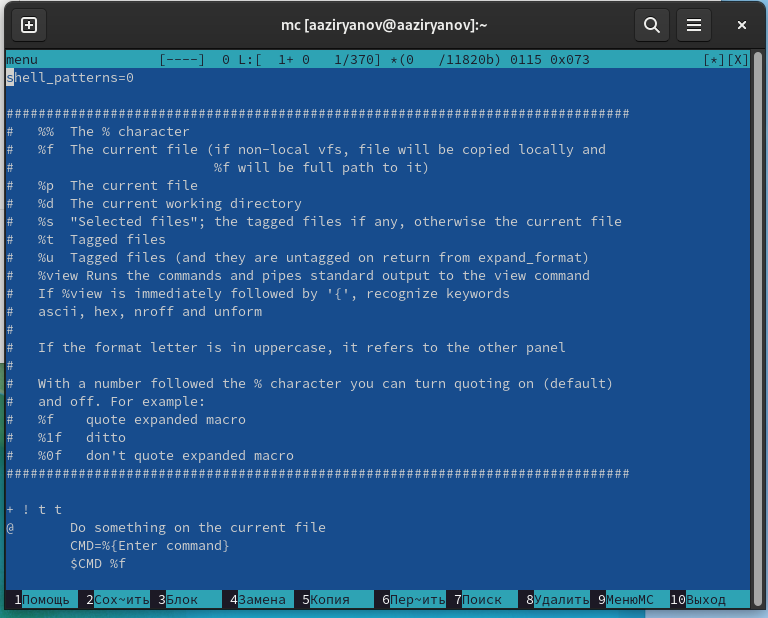 mc [aaziryanov@aaziryanov]:~
menu [----] 0 L:[ 1+ 0 1/370] *(0 /11820b) 0115 0x073 [*][X]
shell_patterns=0
##############################################################################
# %% The % character
# %f The current file (if non-local vfs, file will be copied locally and
# %f will be full path to it)
# %p The current file
# %d The current working directory
# %s "Selected files"; the tagged files if any, otherwise the current file
# %t Tagged files
# %u Tagged files (and they are untagged on return from expand_format)
# %view Runs the commands and pipes standard output to the view command
# If %view is immediately followed by '{', recognize keywords
# ascii, hex, nroff and unform
#
# If the format letter is in uppercase, it refers to the other panel
#
# With a number followed the % character you can turn quoting on (default)
# and off. For example:
# %f quote expanded macro
# %1f ditto
# %0f don't quote expanded macro
##############################################################################
+ ! t t
@ Do something on the current file
CMD=%{Enter command}
$CMD %f
1Помощь 2Сох~ить 3Блок 4Замена 5Копия 6Пер~ить 7Поиск 8Удалить 9МенюMC 10Выход